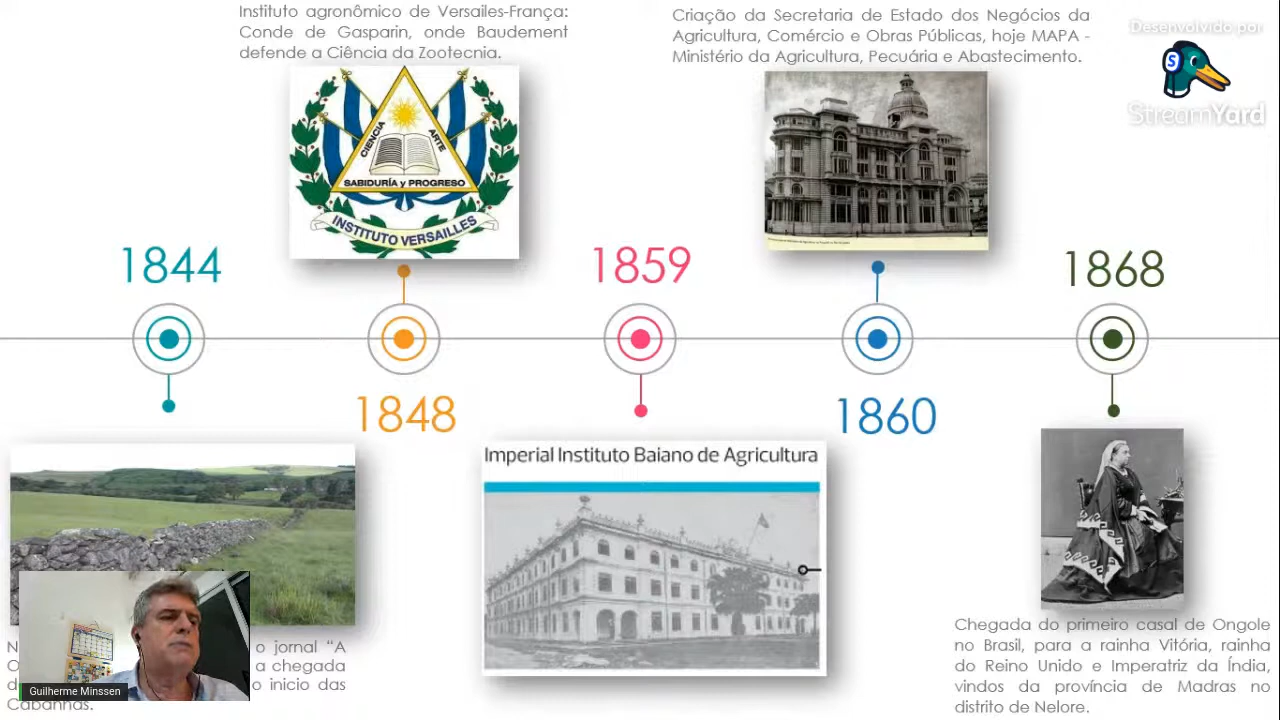 Instituto agronômico de Versailes-França:
Conde de Gasparin, onde Baudement
defende a Ciência da Zootecnia.
Criação da Secretaria de Estado dos Negócios da
Agricultura, Comércio e Obras Públicas, hoje MAPA -
Ministério da Agricultura, Pecuária e Abastecimento.
Desenvolvido por
S
StreamYard
CIENCIA
ARTE
SABIDURÍA y PROGRESO
INSTITUTO VERSAILLES
1844
1859
1868
1848
1860
Imperial Instituto Baiano de Agricultura
N
o jornal “A
O
a chegada
d
o inicio das
Cabanhas.
Guilherme Minssen
Chegada do primeiro casal de Ongole
no Brasil, para a rainha Vitória, rainha
do Reino Unido e Imperatriz da Índia,
vindos da província de Madras no
distrito de Nelore.